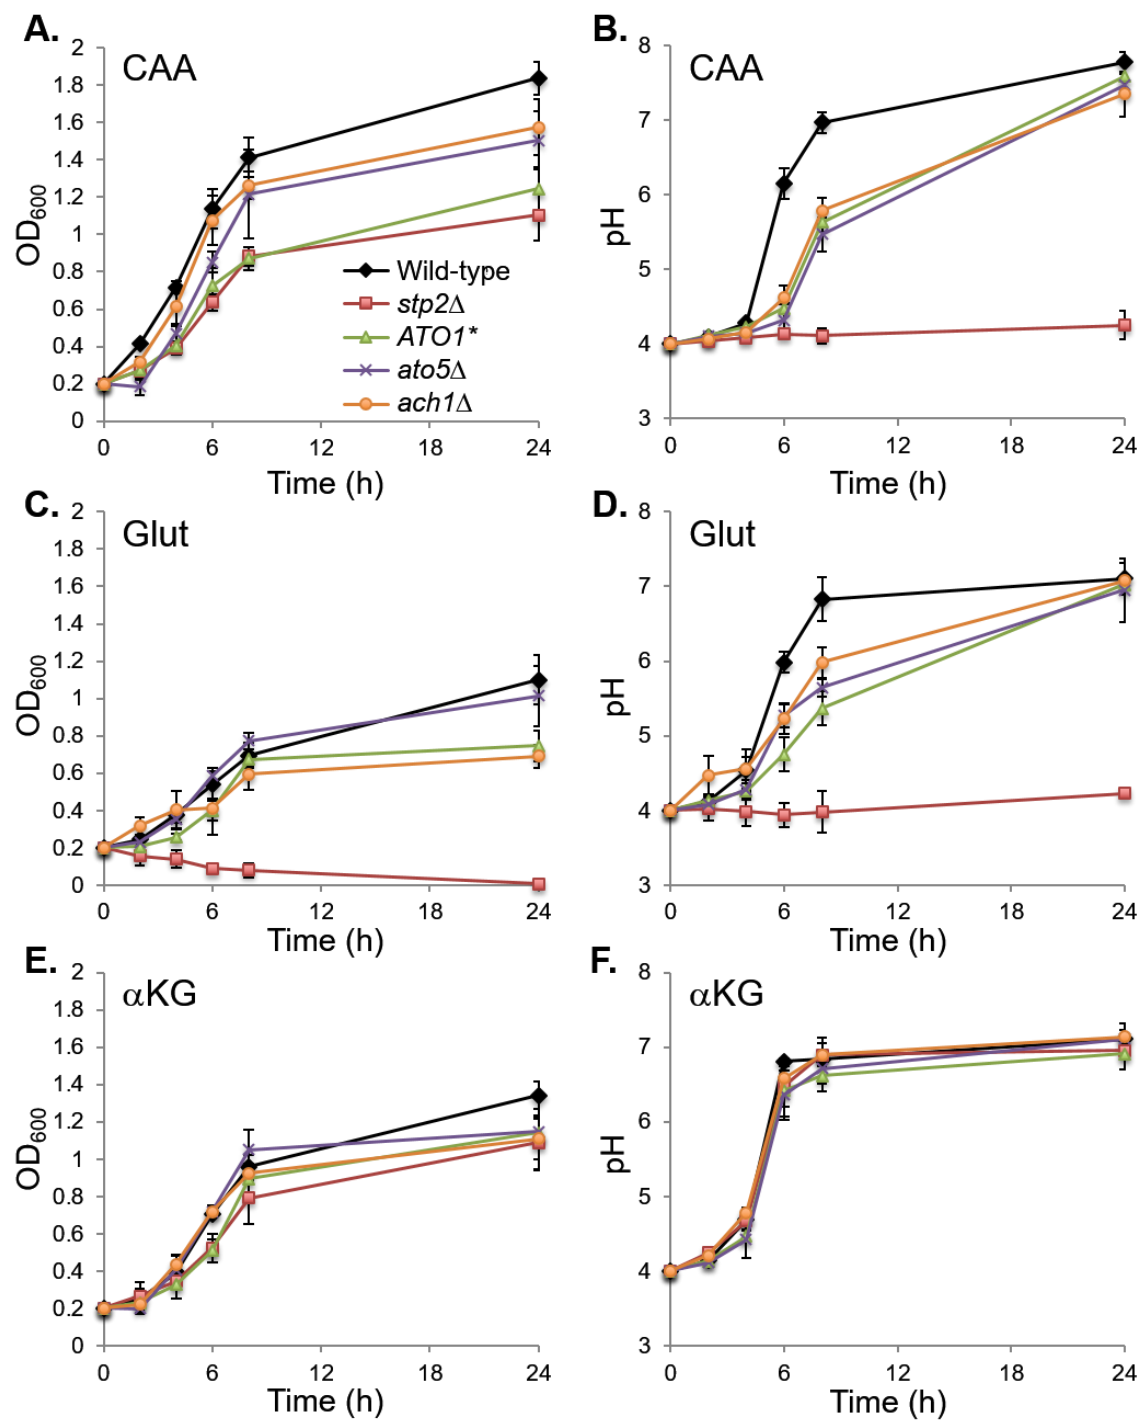 A.
CAA
2
1.8
1.6
1.4
1.2
1
0.8
0.6
0.4
0.2
0
OD600
0 6 12 18 24
Time (h)
Wild-type
stp2Δ
ATO1*
ato5Δ
ach1Δ
B.
CAA
8
7
6
5
4
3
pH
0 6 12 18 24
Time (h)
C.
Glut
2
1.8
1.6
1.4
1.2
1
0.8
0.6
0.4
0.2
0
OD600
0 6 12 18 24
Time (h)
D.
Glut
8
7
6
5
4
3
pH
0 6 12 18 24
Time (h)
E.
αKG
2
1.8
1.6
1.4
1.2
1
0.8
0.6
0.4
0.2
0
OD600
0 6 12 18 24
Time (h)
F.
αKG
8
7
6
5
4
3
pH
0 6 12 18 24
Time (h)